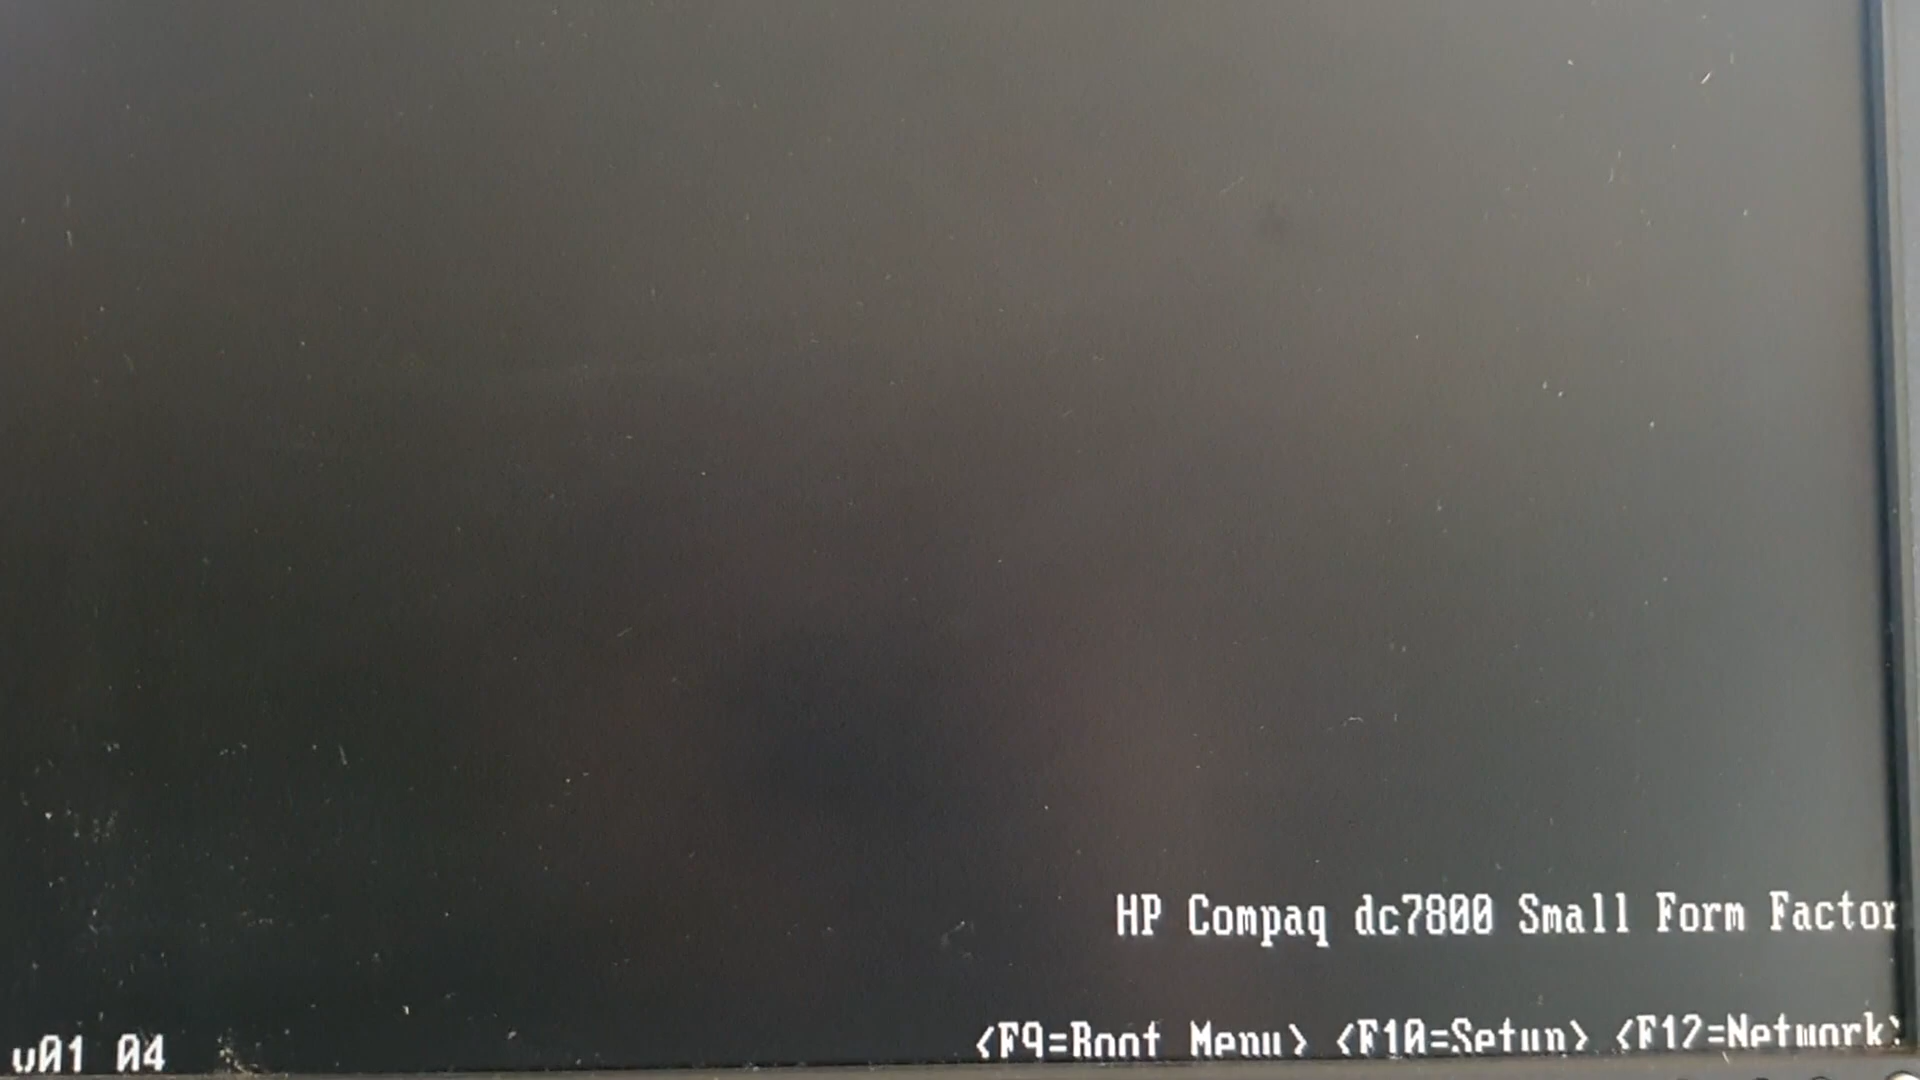 HP Compaq dc7800 Small Form Factor
v01.04 <F9=Boot Menu> <F10=Setup> <F12=Network>